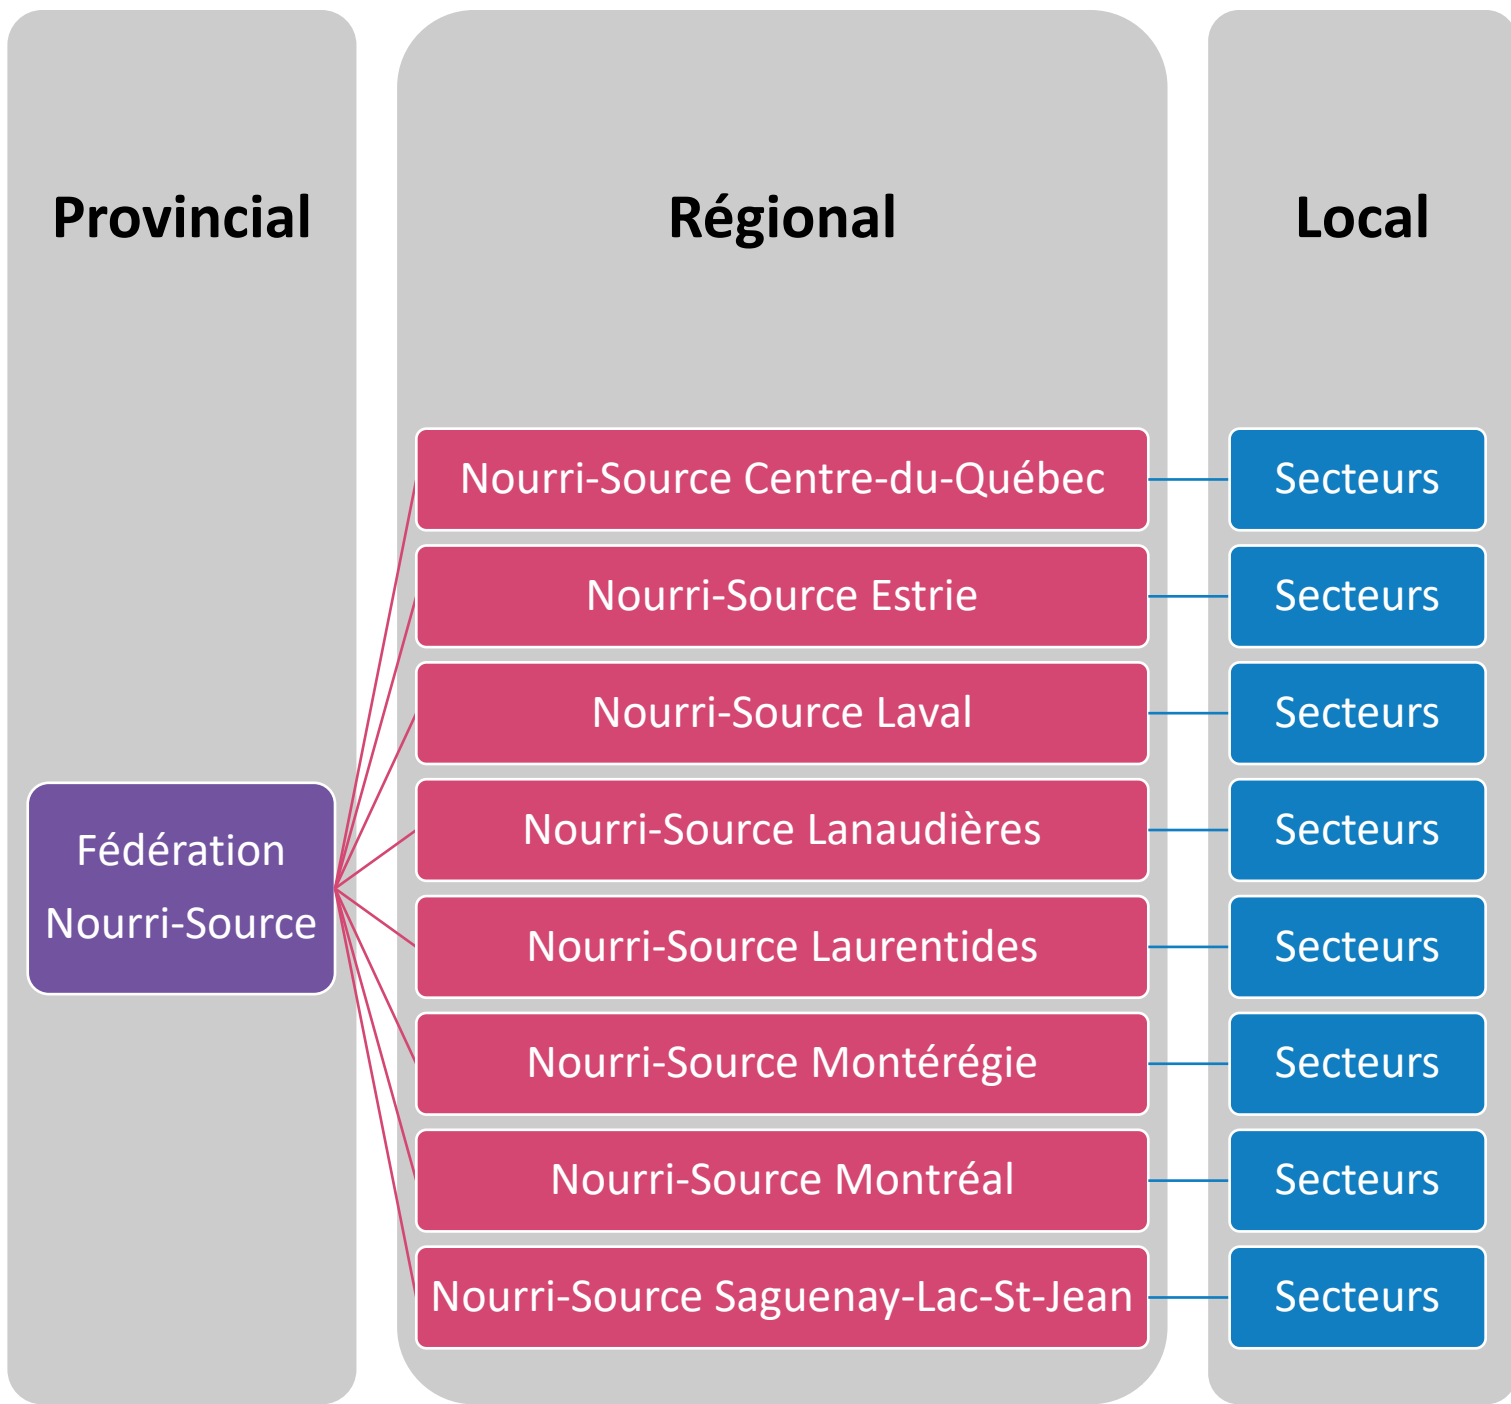 Provincial
Régional
Local
Fédération
Nourri-Source
Nourri-Source Centre-du-Québec
Secteurs
Nourri-Source Estrie
Secteurs
Nourri-Source Laval
Secteurs
Nourri-Source Lanaudières
Secteurs
Nourri-Source Laurentides
Secteurs
Nourri-Source Montérégie
Secteurs
Nourri-Source Montréal
Secteurs
Nourri-Source Saguenay-Lac-St-Jean
Secteurs